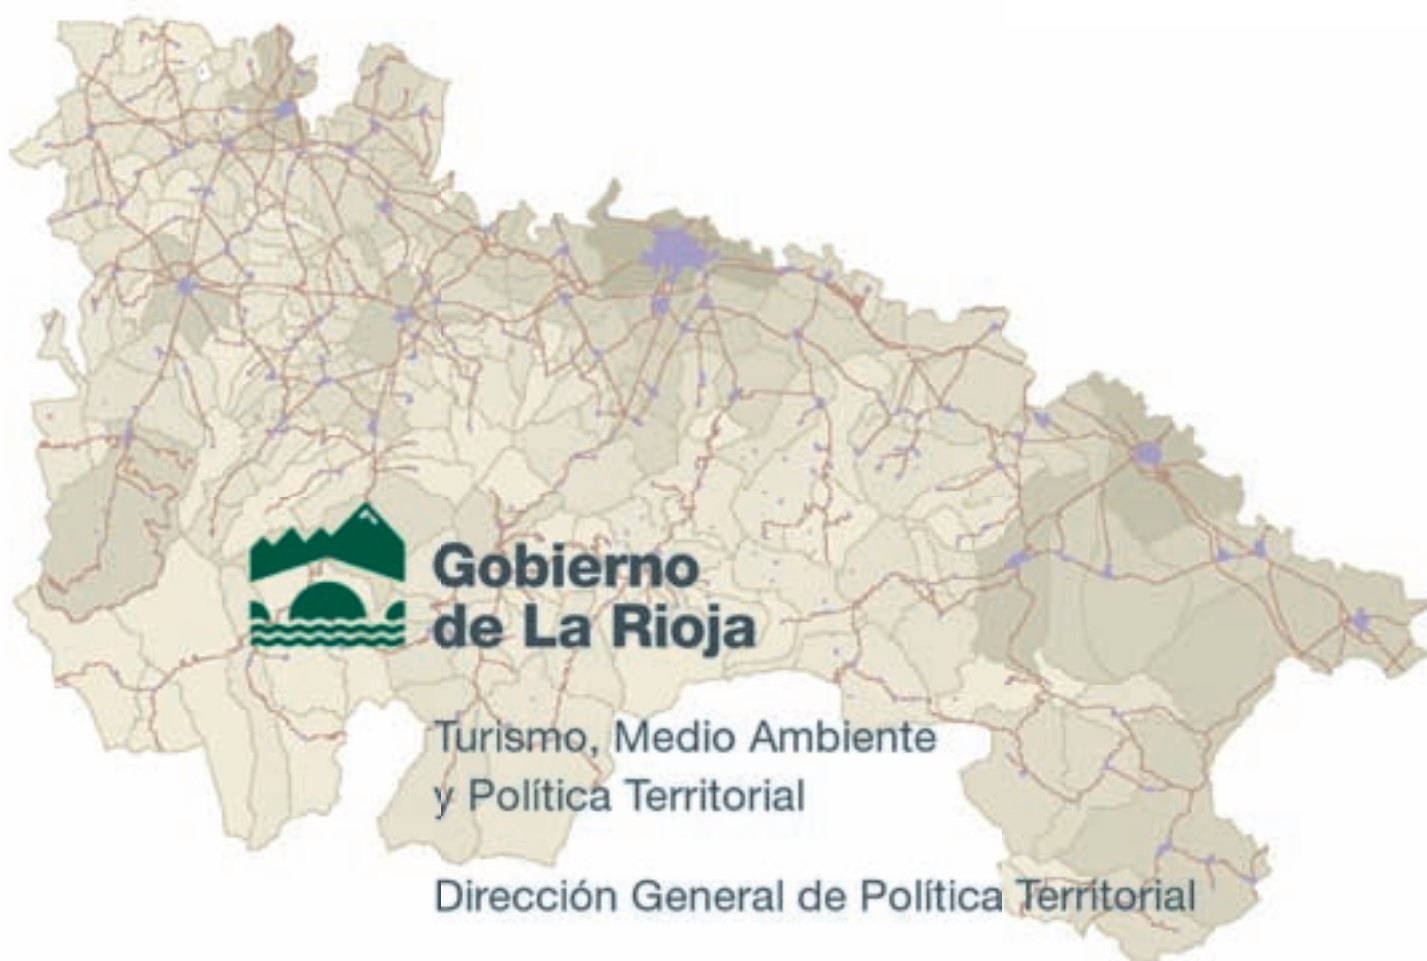 Gobierno
de La Rioja
Turismo, Medio Ambiente
y Política Territorial
Dirección General de Política Territorial